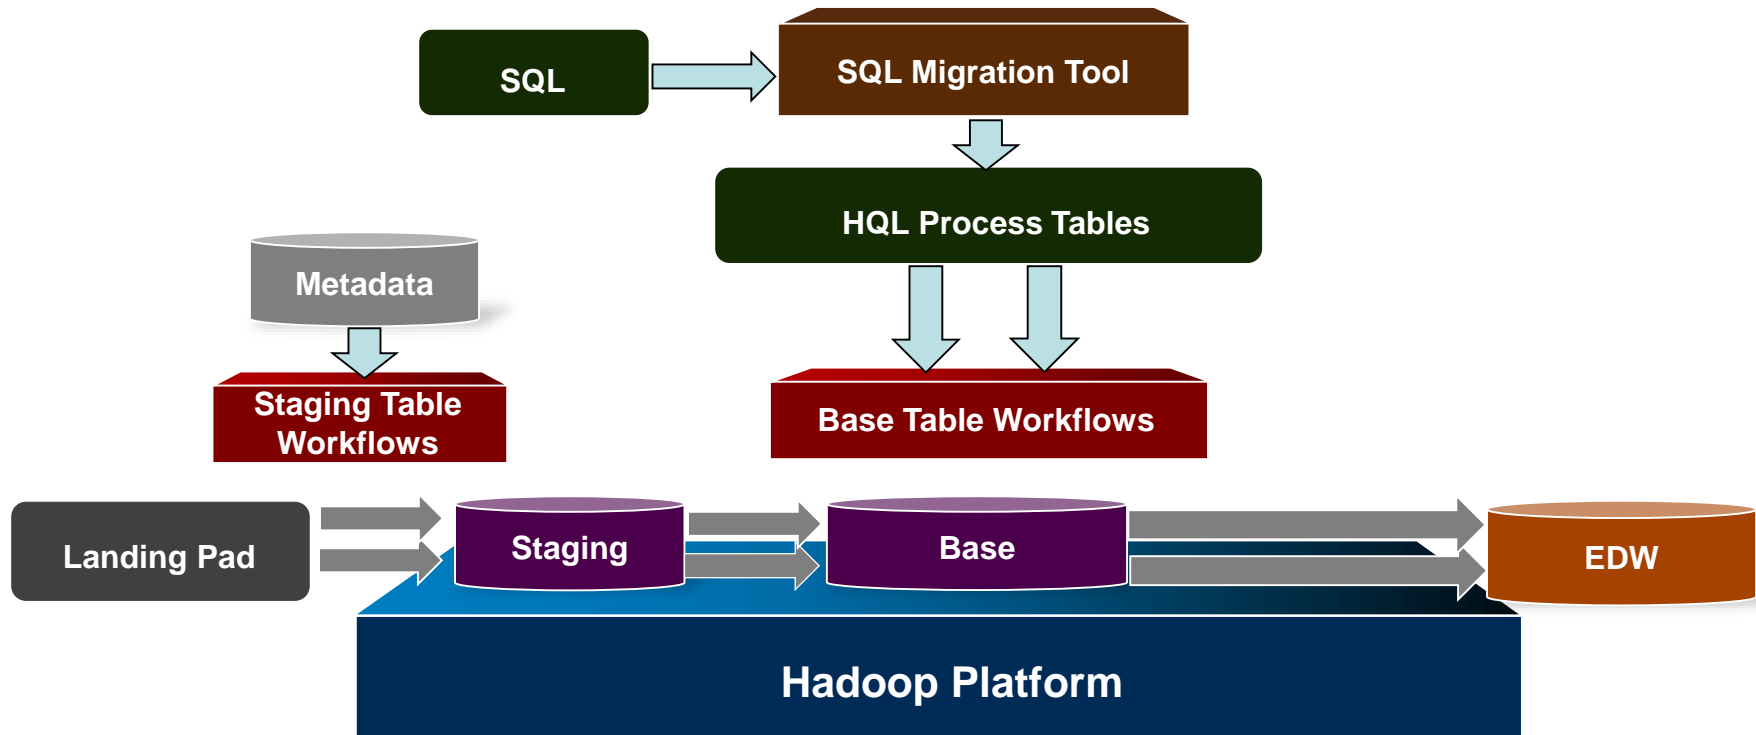 SQL
SQL Migration Tool
HQL Process Tables
Metadata
Staging Table
Workflows
Base Table Workflows
Landing Pad
Staging
Base
EDW
Hadoop Platform